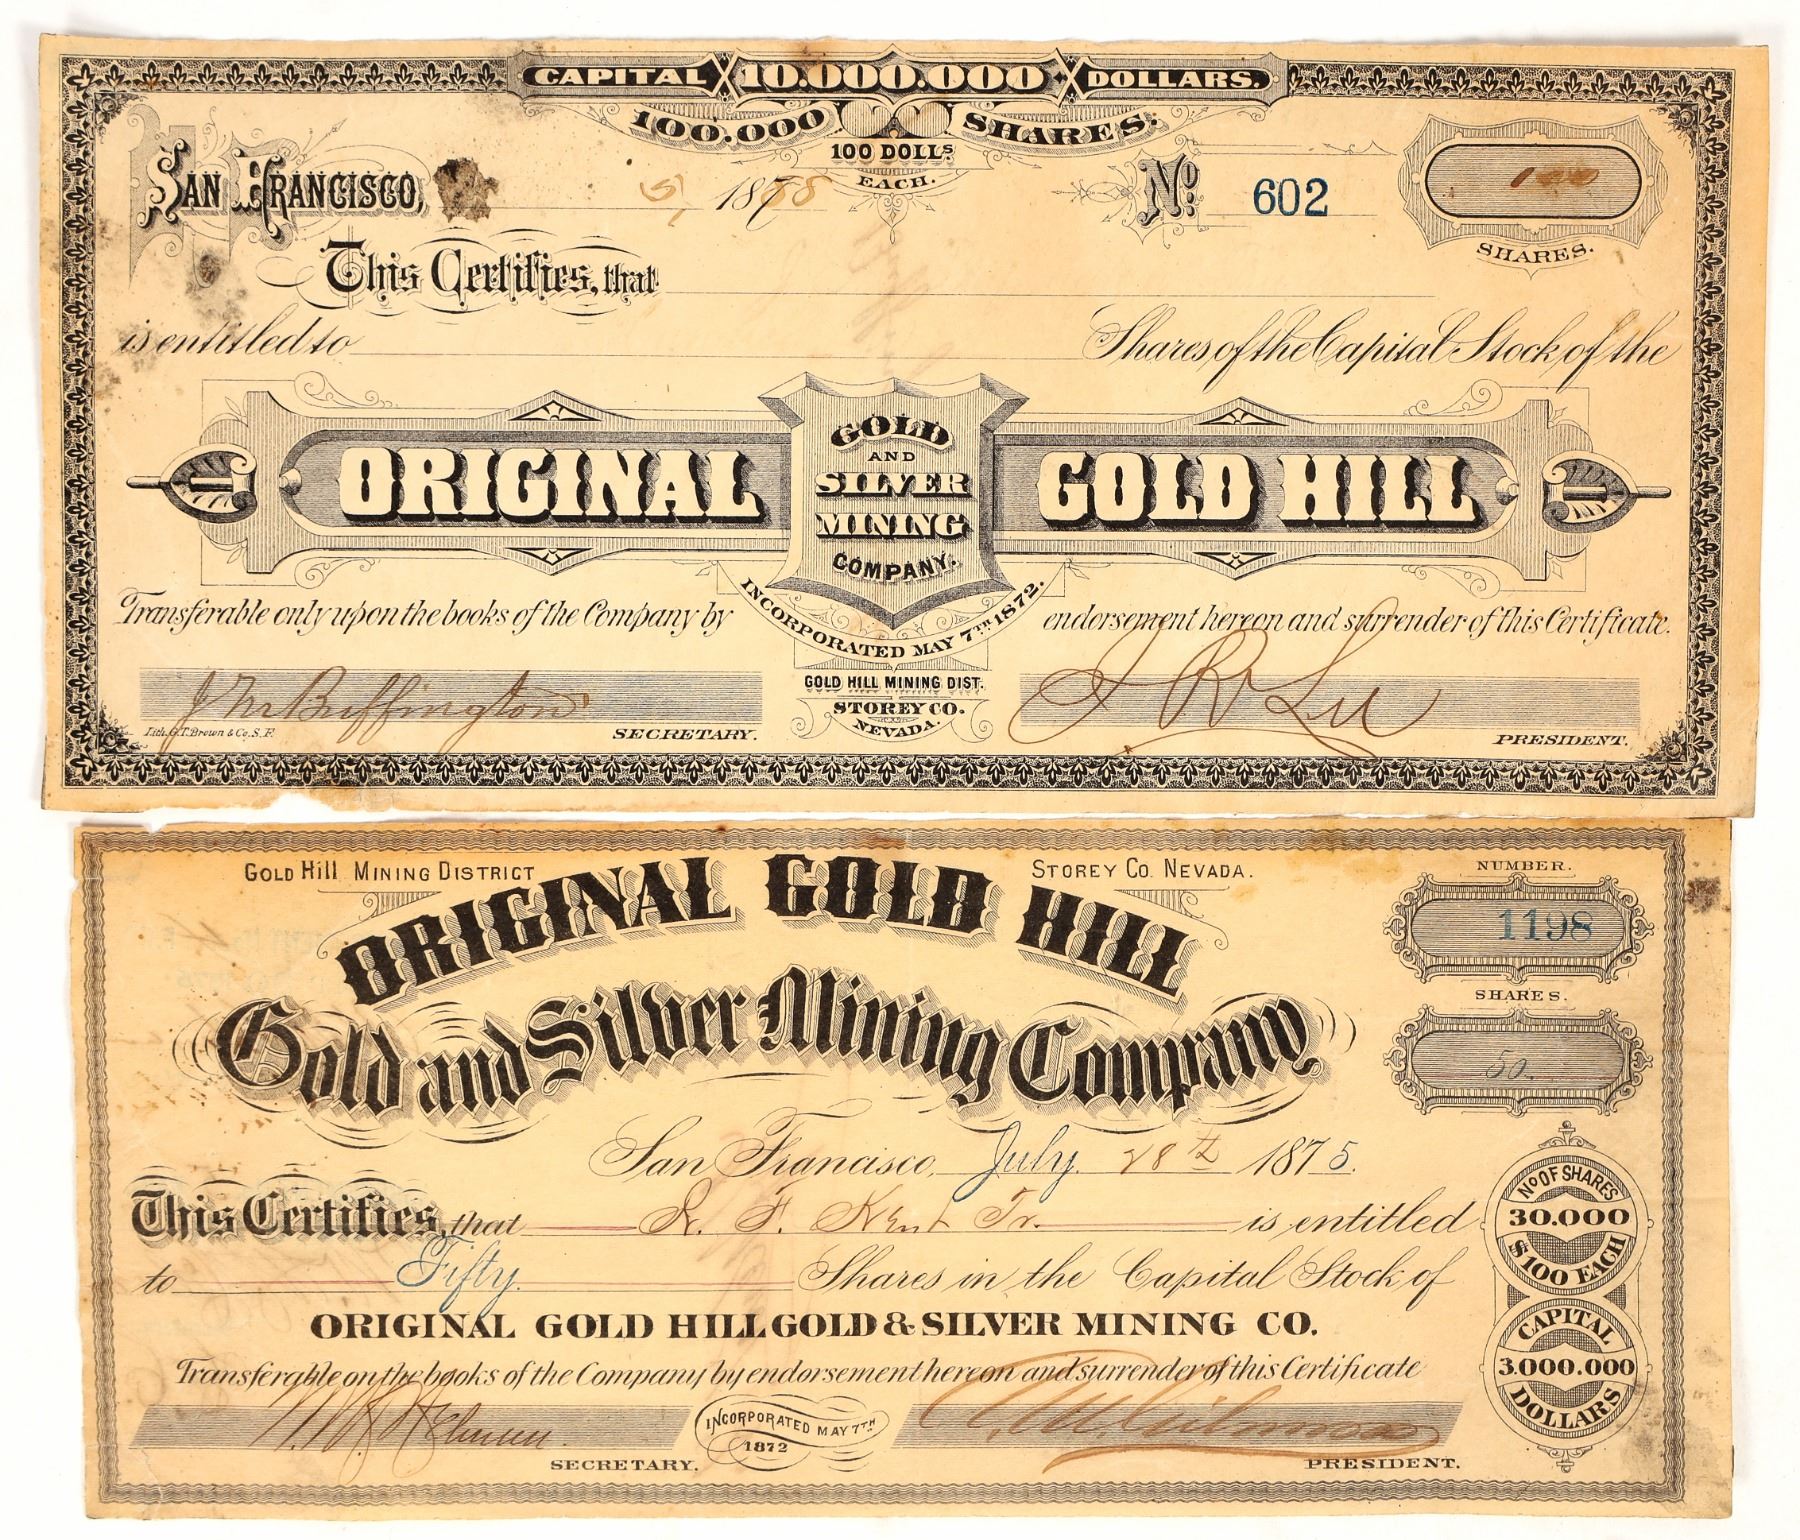 CAPITAL 10.000.000 DOLLARS.
100.000 SHARES.
100 DOLLS
EACH.
SAN FRANCISCO, 5, 1878
No. 602
100
SHARES.
This Certifies, that
is entitled to Shares of the Capital Stock of the
ORIGINAL GOLD HILL
GOLD
AND
SILVER
MINING
COMPANY.
INCORPORATED MAY 7TH 1872.
Transferable only upon the books of the Company by endorsement hereon and surrender of this Certificate.
GOLD HILL MINING DIST.
STOREY CO.
NEVADA.
J M Buffington
SECRETARY.
PRESIDENT.
Lith. G.T. Brown & Co. S.F.
GOLD HILL MINING DISTRICT
STOREY CO. NEVADA.
NUMBER.
1198
SHARES.
50.
ORIGINAL GOLD HILL
Gold and Silver Mining Company
San Francisco, July 28th 1875.
This Certifies, that F. Kent Jr. is entitled
to Fifty Shares in the Capital Stock of
ORIGINAL GOLD HILL GOLD & SILVER MINING CO.
Transferable on the books of the Company by endorsement hereon and surrender of this Certificate
No OF SHARES
30.000
$100 EACH
CAPITAL
3.000.000
DOLLARS
INCORPORATED MAY 7TH
1872
SECRETARY.
PRESIDENT.